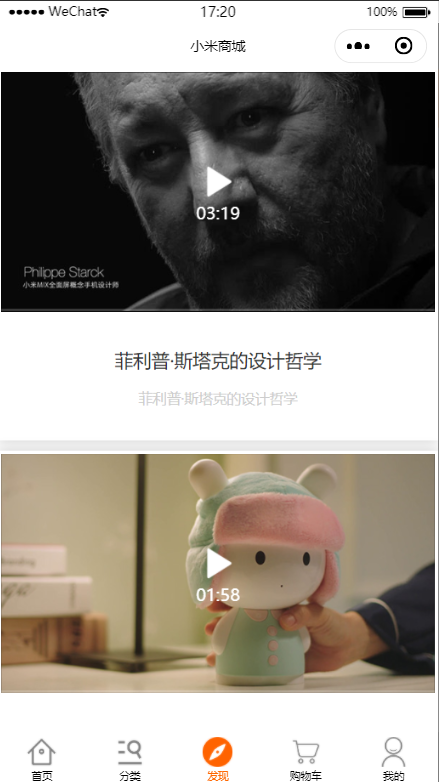 WeChat
17:20
100%
小米商城
03:19
Philippe Starck
小米MIX全面屏概念手机设计师
菲利普·斯塔克的设计哲学
菲利普·斯塔克的设计哲学
01:58
首页
分类
发现
购物车
我的